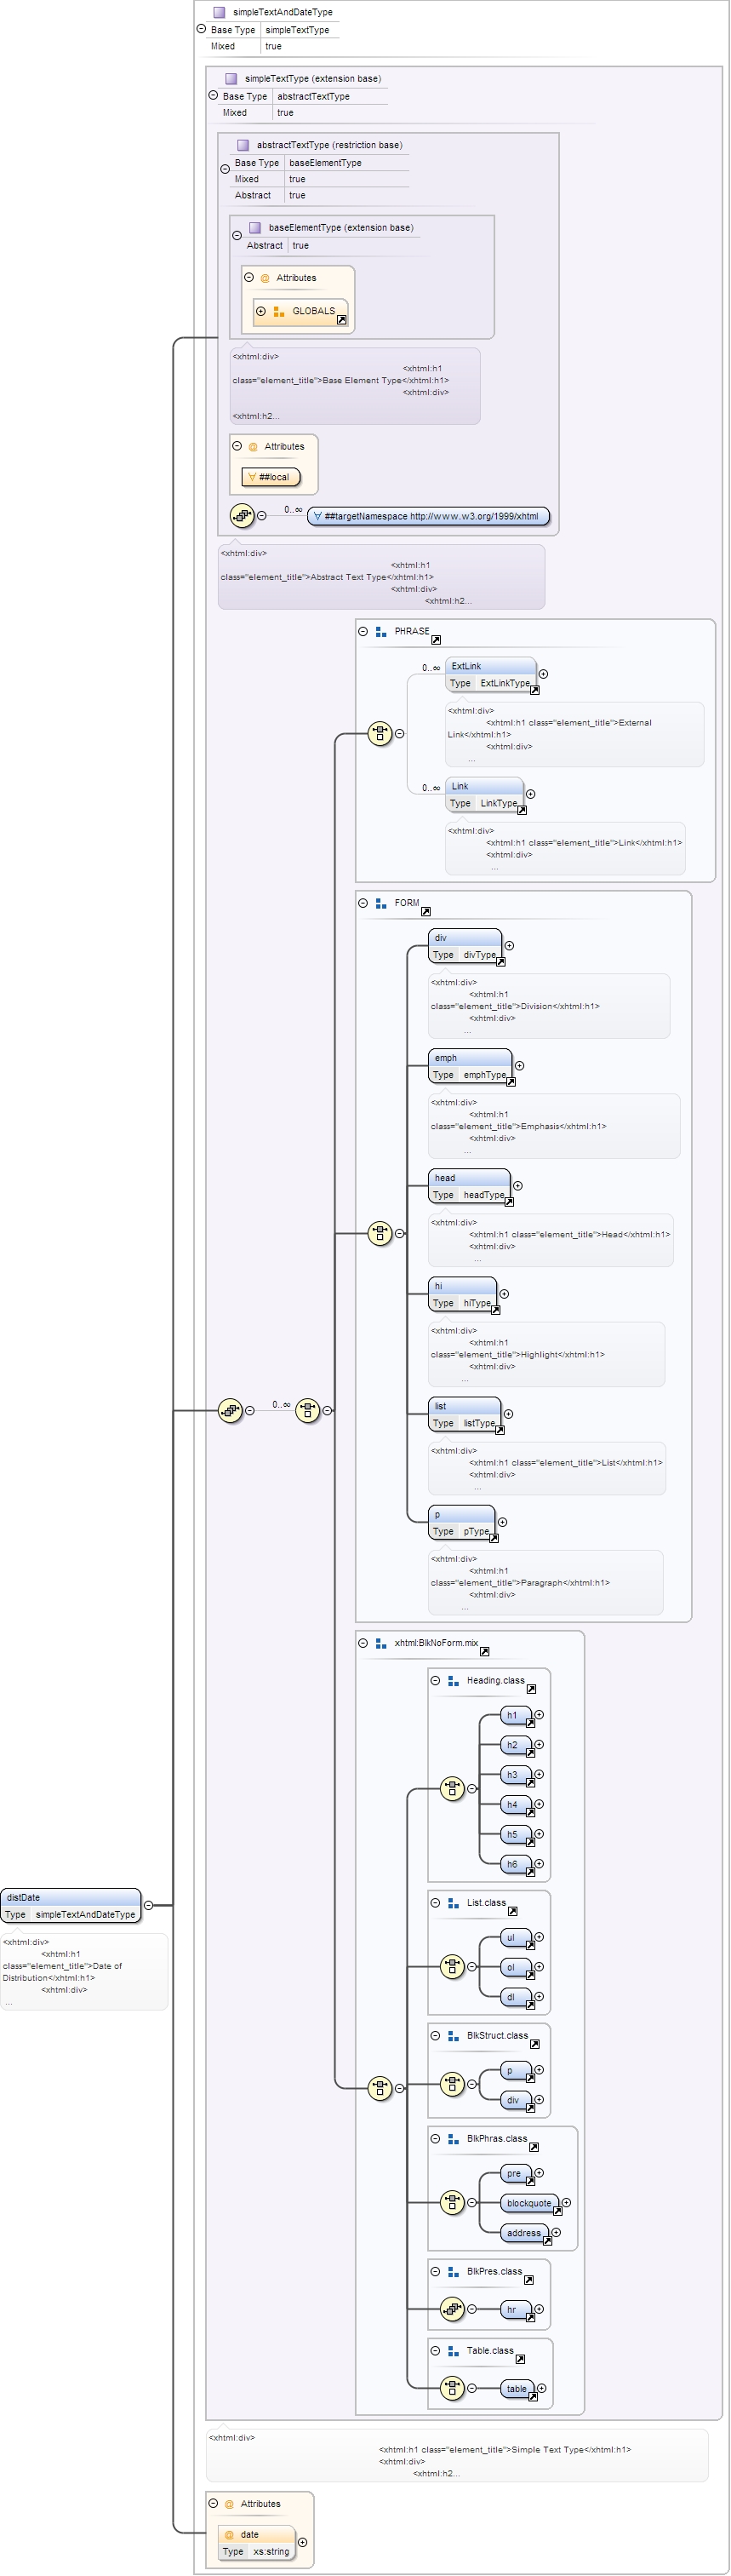 simpleTextAndDateType
Base Type simpleTextType
Mixed true
simpleTextType (extension base)
Base Type abstractTextType
Mixed true
abstractTextType (restriction base)
Base Type baseElementType
Mixed true
Abstract true
baseElementType (extension base)
Abstract true
@ Attributes
GLOBALS
<xhtml:div>
<xhtml:h1
class="element_title">Base Element Type</xhtml:h1>
<xhtml:div>
<xhtml:h2...
@ Attributes
∀ ##local
0..∞ ∀ ##targetNamespace http://www.w3.org/1999/xhtml
<xhtml:div>
<xhtml:h1
class="element_title">Abstract Text Type</xhtml:h1>
<xhtml:div>
<xhtml:h2...
PHRASE
0..∞ ExtLink
Type ExtLinkType
<xhtml:div>
<xhtml:h1 class="element_title">External
Link</xhtml:h1>
<xhtml:div>
...
0..∞ Link
Type LinkType
<xhtml:div>
<xhtml:h1 class="element_title">Link</xhtml:h1>
<xhtml:div>
...
FORM
div
Type divType
<xhtml:div>
<xhtml:h1
class="element_title">Division</xhtml:h1>
<xhtml:div>
...
emph
Type emphType
<xhtml:div>
<xhtml:h1
class="element_title">Emphasis</xhtml:h1>
<xhtml:div>
...
head
Type headType
<xhtml:div>
<xhtml:h1 class="element_title">Head</xhtml:h1>
<xhtml:div>
...
hi
Type hiType
<xhtml:div>
<xhtml:h1
class="element_title">Highlight</xhtml:h1>
<xhtml:div>
...
0..∞
list
Type listType
<xhtml:div>
<xhtml:h1 class="element_title">List</xhtml:h1>
<xhtml:div>
...
p
Type pType
<xhtml:div>
<xhtml:h1
class="element_title">Paragraph</xhtml:h1>
<xhtml:div>
...
xhtml:BlkNoForm.mix
Heading.class
h1
h2
h3
h4
h5
h6
distDate
Type simpleTextAndDateType
<xhtml:div>
<xhtml:h1
class="element_title">Date of
Distribution</xhtml:h1>
<xhtml:div>
...
List.class
ul
ol
dl
BlkStruct.class
p
div
BlkPhras.class
pre
blockquote
address
BlkPres.class
hr
Table.class
table
<xhtml:div>
<xhtml:h1 class="element_title">Simple Text Type</xhtml:h1>
<xhtml:div>
<xhtml:h2...
@ Attributes
@ date
Type xs:string